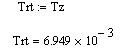 Trt := Tz
Trt = 6.949 × 10⁻³